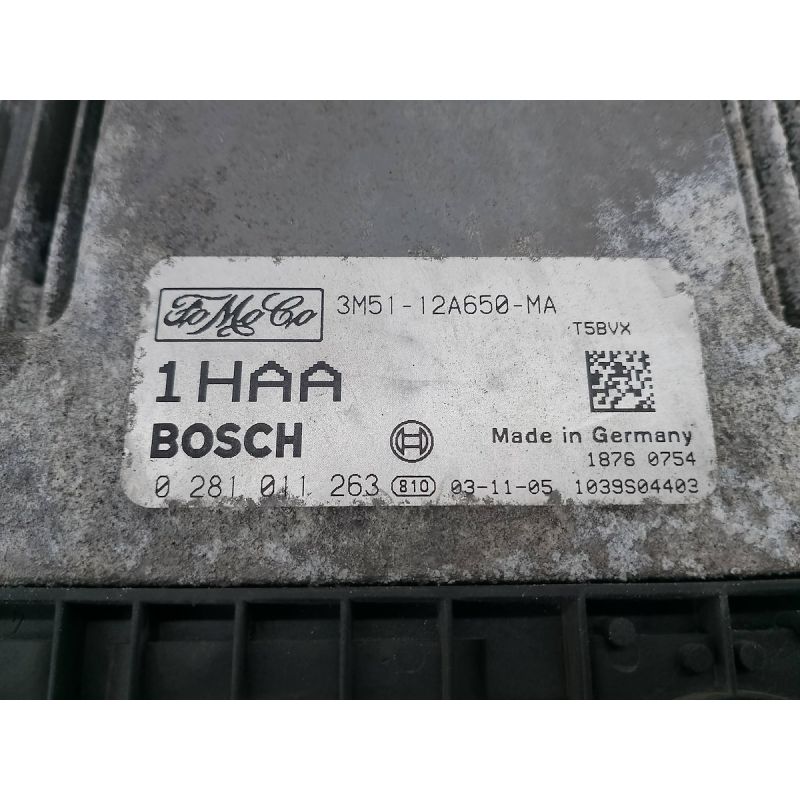 FoMoCo 3M51-12A650-MA
T5BVX
1HAA
BOSCH Made in Germany
1876 0754
0 281 011 263 810 03-11-05 1039S04403